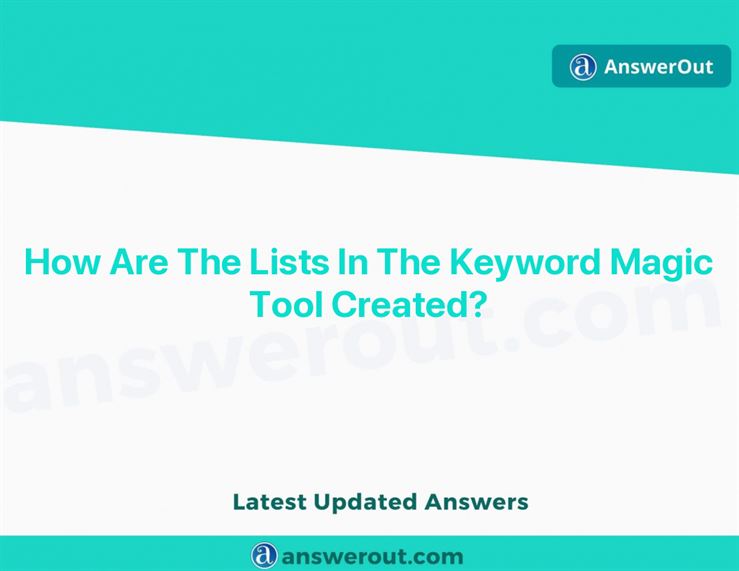 AnswerOut
How Are The Lists In The Keyword Magic
Tool Created?
answerout.com
Latest Updated Answers
answerout.com